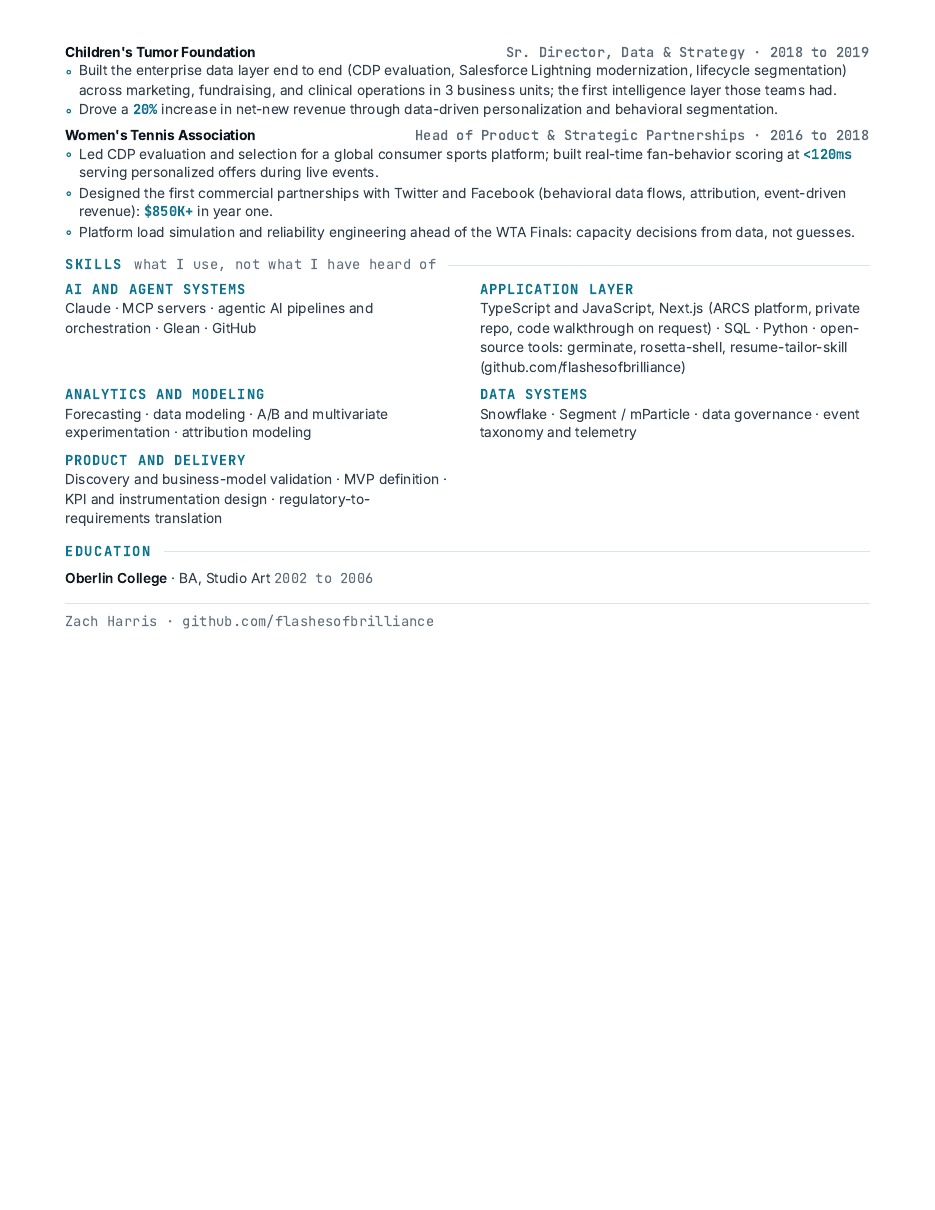 Children's Tumor Foundation Sr. Director, Data & Strategy · 2018 to 2019
Built the enterprise data layer end to end (CDP evaluation, Salesforce Lightning modernization, lifecycle segmentation)
across marketing, fundraising, and clinical operations in 3 business units; the first intelligence layer those teams had.
Drove a 20% increase in net-new revenue through data-driven personalization and behavioral segmentation.
Women's Tennis Association Head of Product & Strategic Partnerships · 2016 to 2018
Led CDP evaluation and selection for a global consumer sports platform; built real-time fan-behavior scoring at <120ms
serving personalized offers during live events.
Designed the first commercial partnerships with Twitter and Facebook (behavioral data flows, attribution, event-driven
revenue): $850K+ in year one.
Platform load simulation and reliability engineering ahead of the WTA Finals: capacity decisions from data, not guesses.
SKILLS what I use, not what I have heard of
AI AND AGENT SYSTEMS
Claude · MCP servers · agentic AI pipelines and
orchestration · Glean · GitHub
APPLICATION LAYER
TypeScript and JavaScript, Next.js (ARCS platform, private
repo, code walkthrough on request) · SQL · Python · open-
source tools: germinate, rosetta-shell, resume-tailor-skill
(github.com/flashesofbrilliance)
ANALYTICS AND MODELING
Forecasting · data modeling · A/B and multivariate
experimentation · attribution modeling
DATA SYSTEMS
Snowflake · Segment / mParticle · data governance · event
taxonomy and telemetry
PRODUCT AND DELIVERY
Discovery and business-model validation · MVP definition ·
KPI and instrumentation design · regulatory-to-
requirements translation
EDUCATION
Oberlin College · BA, Studio Art 2002 to 2006
Zach Harris · github.com/flashesofbrilliance